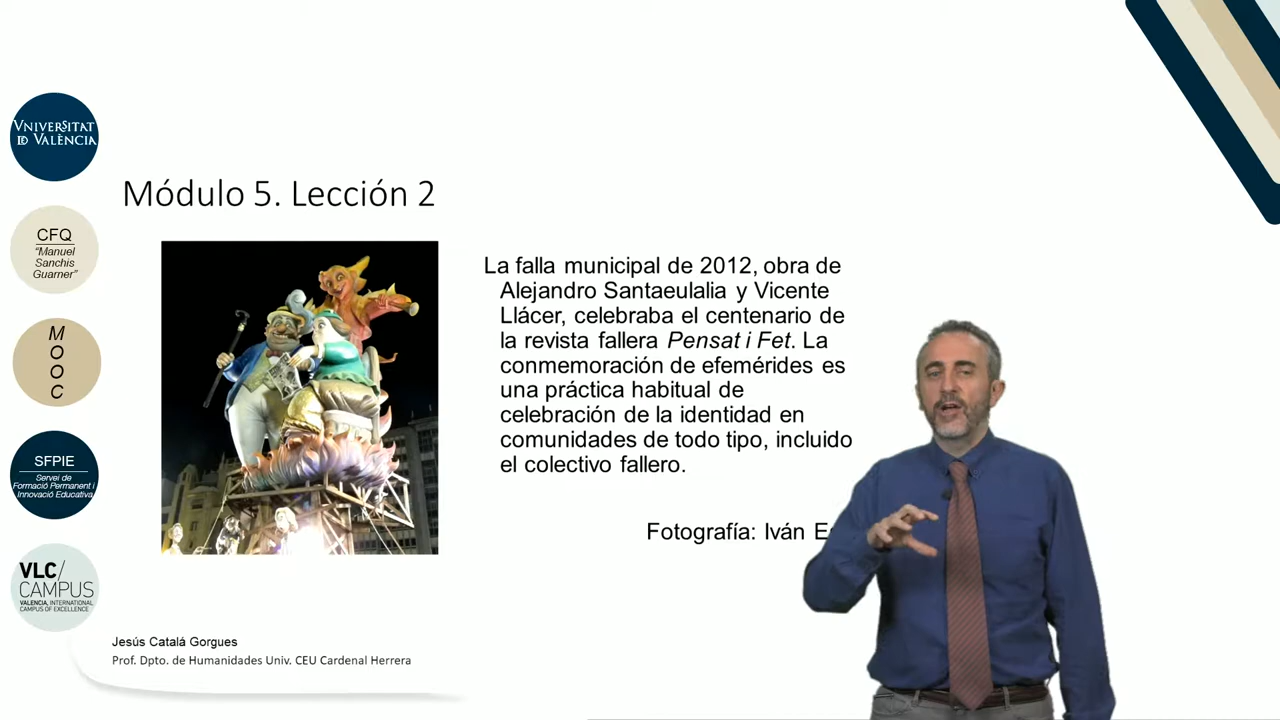 VNIVERSITAT
ID VALÈNCIA
CFQ
"Manuel
Sanchis
Guarner"
M
O
O
C
SFPIE
Servei de
Formació Permanent i
Innovació Educativa
VLC/
CAMPUS
VALENCIA, INTERNATIONAL
CAMPUS OF EXCELLENCE
Módulo 5. Lección 2
La falla municipal de 2012, obra de
Alejandro Santaeulalia y Vicente
Llácer, celebraba el centenario de
la revista fallera Pensat i Fet. La
conmemoración de efemérides es
una práctica habitual de
celebración de la identidad en
comunidades de todo tipo, incluido
el colectivo fallero.
Fotografía: Iván
Jesús Catalá Gorgues
Prof. Dpto. de Humanidades Univ. CEU Cardenal Herrera